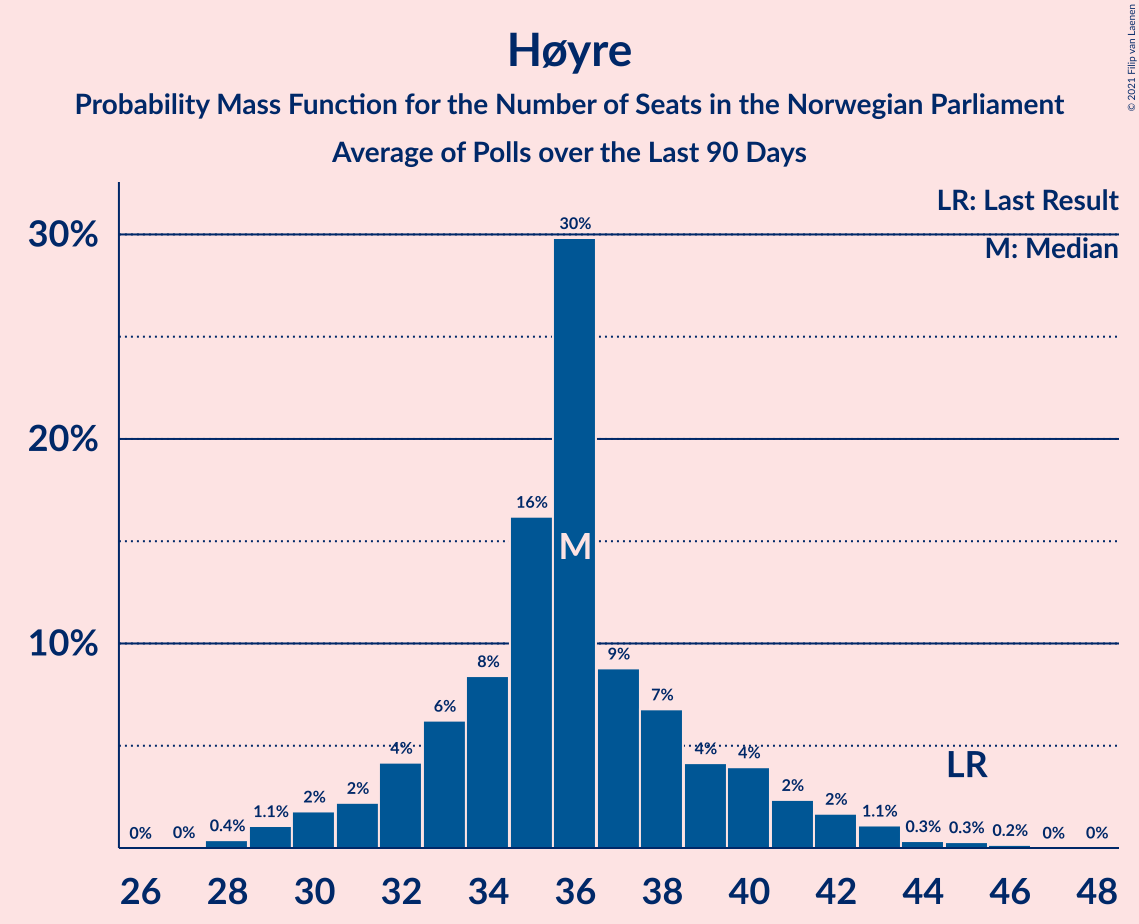 Høyre
Probability Mass Function for the Number of Seats in the Norwegian Parliament
Average of Polls over the Last 90 Days
© 2021 Filip van Laenen
LR: Last Result
M: Median
30%
20%
10%
0% 0% 0.4% 1.1% 2% 2% 4% 6% 8% 16% 30% 9% 7% 4% 4% 2% 2% 1.1% 0.3% 0.3% 0.2% 0% 0%
M
LR
26 28 30 32 34 36 38 40 42 44 46 48